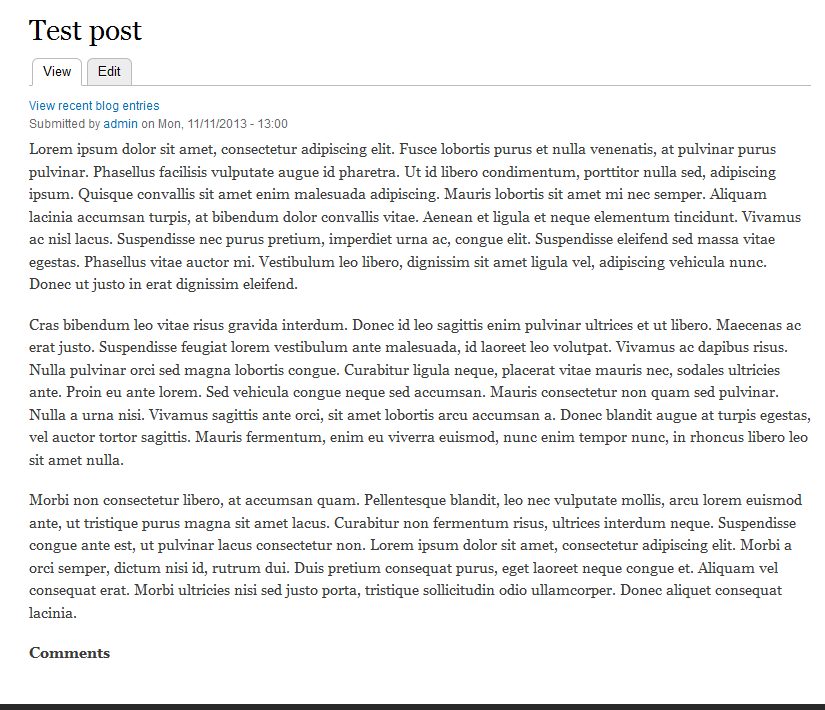 Test post
View Edit
View recent blog entries
Submitted by admin on Mon, 11/11/2013 - 13:00
Lorem ipsum dolor sit amet, consectetur adipiscing elit. Fusce lobortis purus et nulla venenatis, at pulvinar purus
pulvinar. Phasellus facilisis vulputate augue id pharetra. Ut id libero condimentum, porttitor nulla sed, adipiscing
ipsum. Quisque convallis sit amet enim malesuada adipiscing. Mauris lobortis sit amet mi nec semper. Aliquam
lacinia accumsan turpis, at bibendum dolor convallis vitae. Aenean et ligula et neque elementum tincidunt. Vivamus
ac nisl lacus. Suspendisse nec purus pretium, imperdiet urna ac, congue elit. Suspendisse eleifend sed massa vitae
egestas. Phasellus vitae auctor mi. Vestibulum leo libero, dignissim sit amet ligula vel, adipiscing vehicula nunc.
Donec ut justo in erat dignissim eleifend.
Cras bibendum leo vitae risus gravida interdum. Donec id leo sagittis enim pulvinar ultrices et ut libero. Maecenas ac
erat justo. Suspendisse feugiat lorem vestibulum ante malesuada, id laoreet leo volutpat. Vivamus ac dapibus risus.
Nulla pulvinar orci sed magna lobortis congue. Curabitur ligula neque, placerat vitae mauris nec, sodales ultricies
ante. Proin eu ante lorem. Sed vehicula congue neque sed accumsan. Mauris consectetur non quam sed pulvinar.
Nulla a urna nisi. Vivamus sagittis ante orci, sit amet lobortis arcu accumsan a. Donec blandit augue at turpis egestas,
vel auctor tortor sagittis. Mauris fermentum, enim eu viverra euismod, nunc enim tempor nunc, in rhoncus libero leo
sit amet nulla.
Morbi non consectetur libero, at accumsan quam. Pellentesque blandit, leo nec vulputate mollis, arcu lorem euismod
ante, ut tristique purus magna sit amet lacus. Curabitur non fermentum risus, ultrices interdum neque. Suspendisse
congue ante est, ut pulvinar lacus consectetur non. Lorem ipsum dolor sit amet, consectetur adipiscing elit. Morbi a
orci semper, dictum nisi id, rutrum dui. Duis pretium consequat purus, eget laoreet neque congue et. Aliquam vel
consequat erat. Morbi ultricies nisi sed justo porta, tristique sollicitudin odio ullamcorper. Donec aliquet consequat
lacinia.
Comments